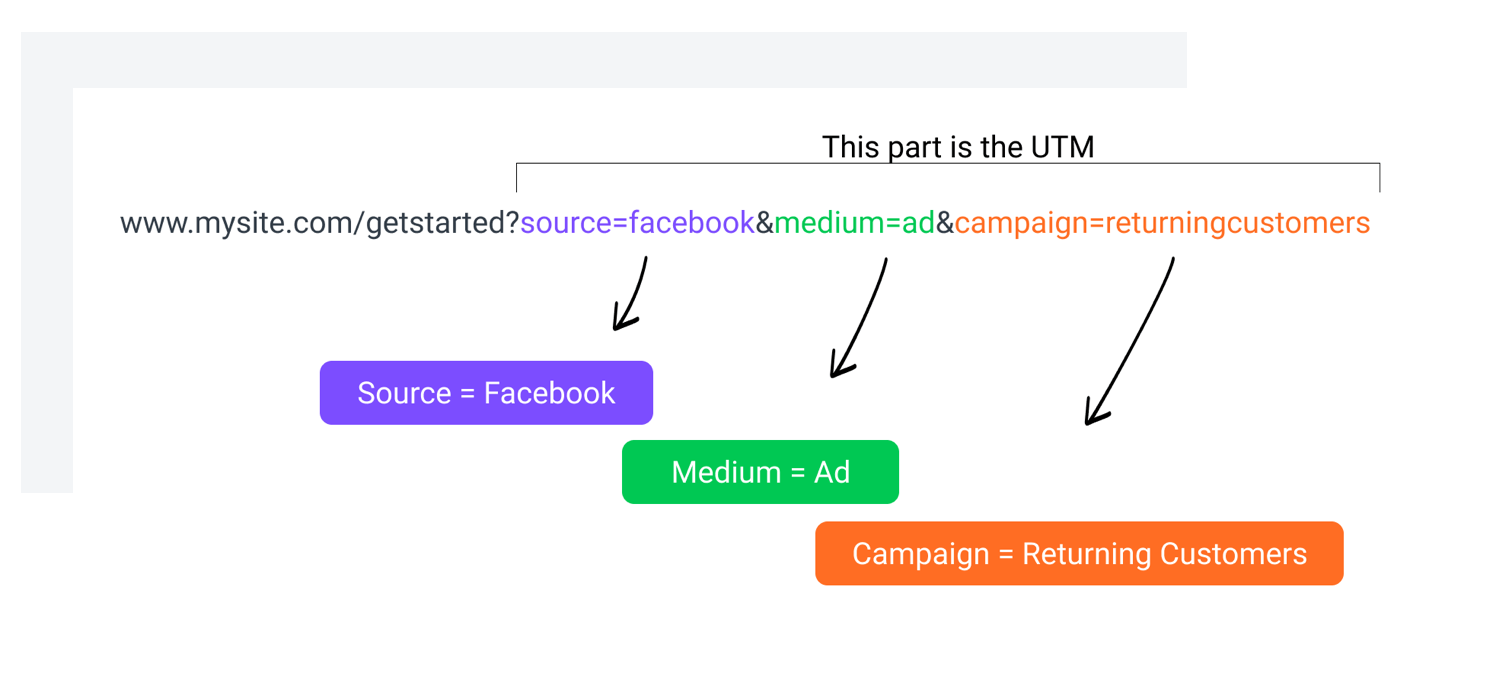 This part is the UTM
www.mysite.com/getstarted?source=facebook&medium=ad&campaign=returningcustomers
Source = Facebook
Medium = Ad
Campaign = Returning Customers